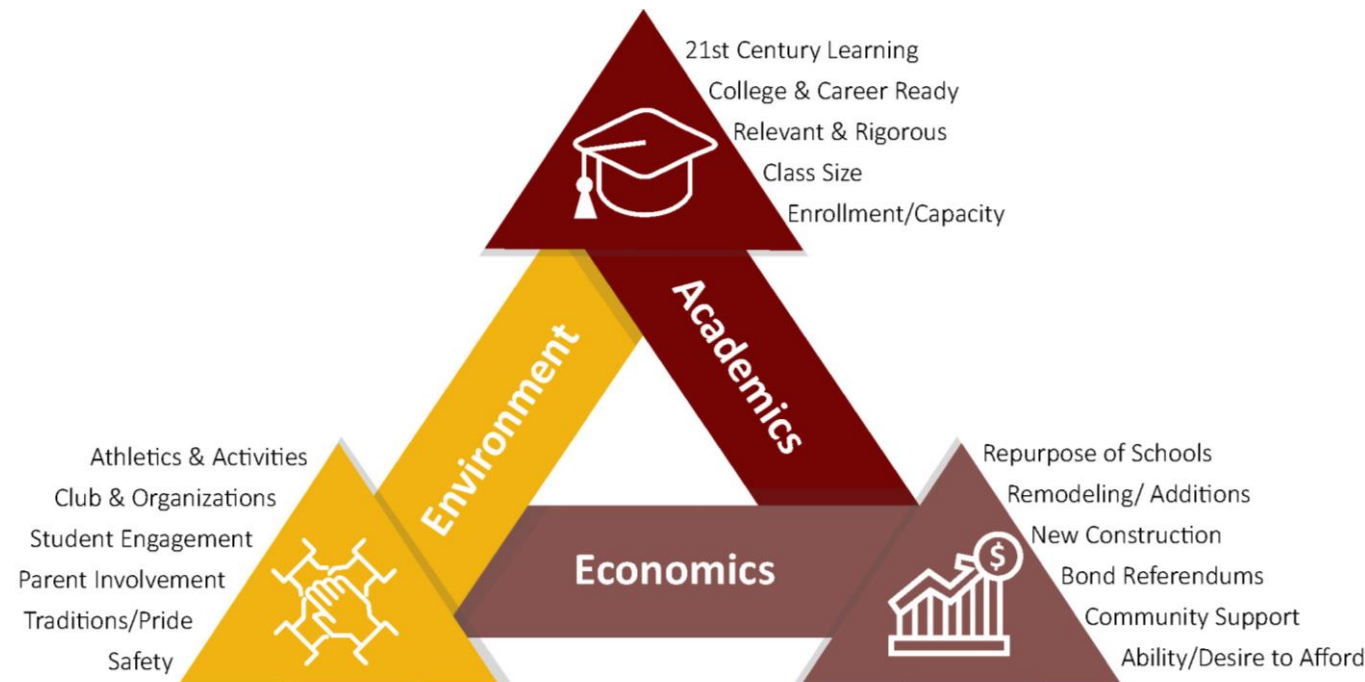 21st Century Learning
College & Career Ready
Relevant & Rigorous
Class Size
Enrollment/Capacity
Academics
Environment
Economics
Athletics & Activities
Club & Organizations
Student Engagement
Parent Involvement
Traditions/Pride
Safety
Repurpose of Schools
Remodeling/ Additions
New Construction
$
Bond Referendums
Community Support
Ability/Desire to Afford